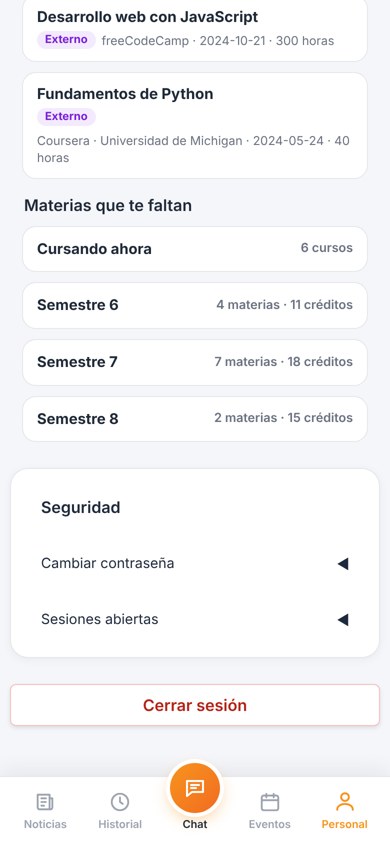 Desarrollo web con JavaScript
Externo freeCodeCamp · 2024-10-21 · 300 horas
Fundamentos de Python
Externo
Coursera · Universidad de Michigan · 2024-05-24 · 40
horas
Materias que te faltan
Cursando ahora 6 cursos
Semestre 6 4 materias · 11 créditos
Semestre 7 7 materias · 18 créditos
Semestre 8 2 materias · 15 créditos
Seguridad
Cambiar contraseña
Sesiones abiertas
Cerrar sesión
Noticias Historial Chat Eventos Personal